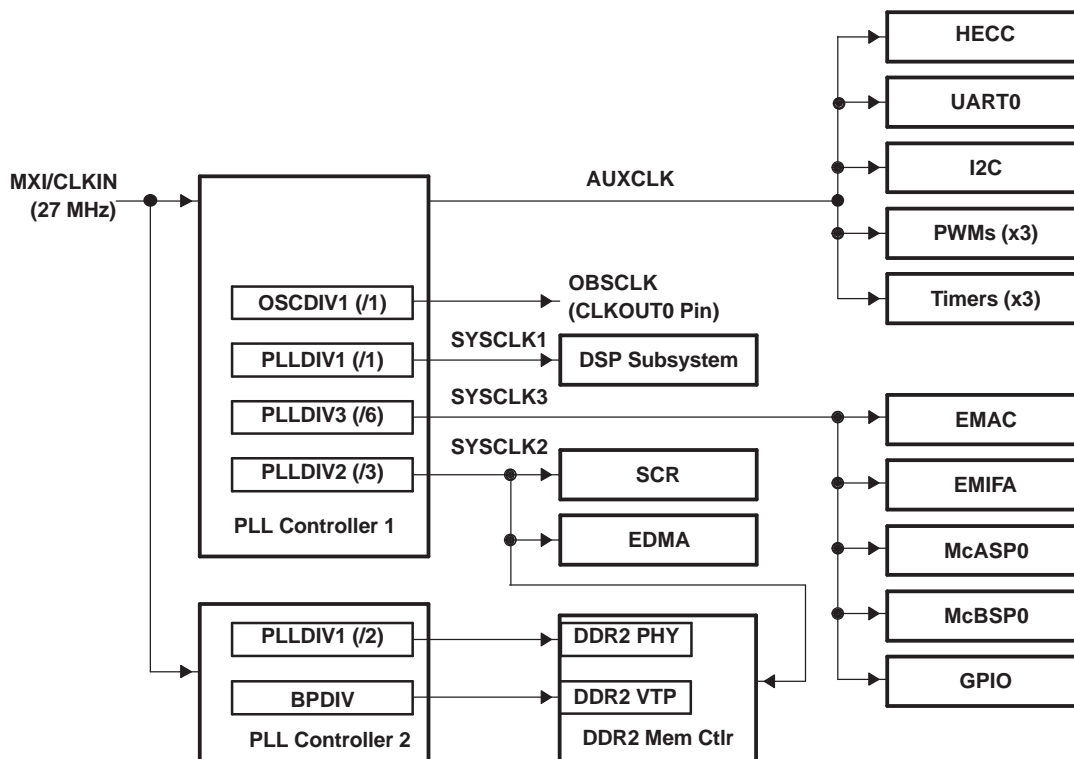 HECC
UART0
I2C
PWMs (x3)
Timers (x3)
MXI/CLKIN
(27 MHz)
AUXCLK
OSCDIV1 (/1)
OBSCLK
(CLKOUT0 Pin)
PLLDIV1 (/1)
SYSCLK1
DSP Subsystem
PLLDIV3 (/6)
SYSCLK3
PLLDIV2 (/3)
SYSCLK2
SCR
EDMA
PLL Controller 1
EMAC
EMIFA
McASP0
McBSP0
GPIO
PLLDIV1 (/2)
DDR2 PHY
BPDIV
DDR2 VTP
PLL Controller 2
DDR2 Mem Ctlr